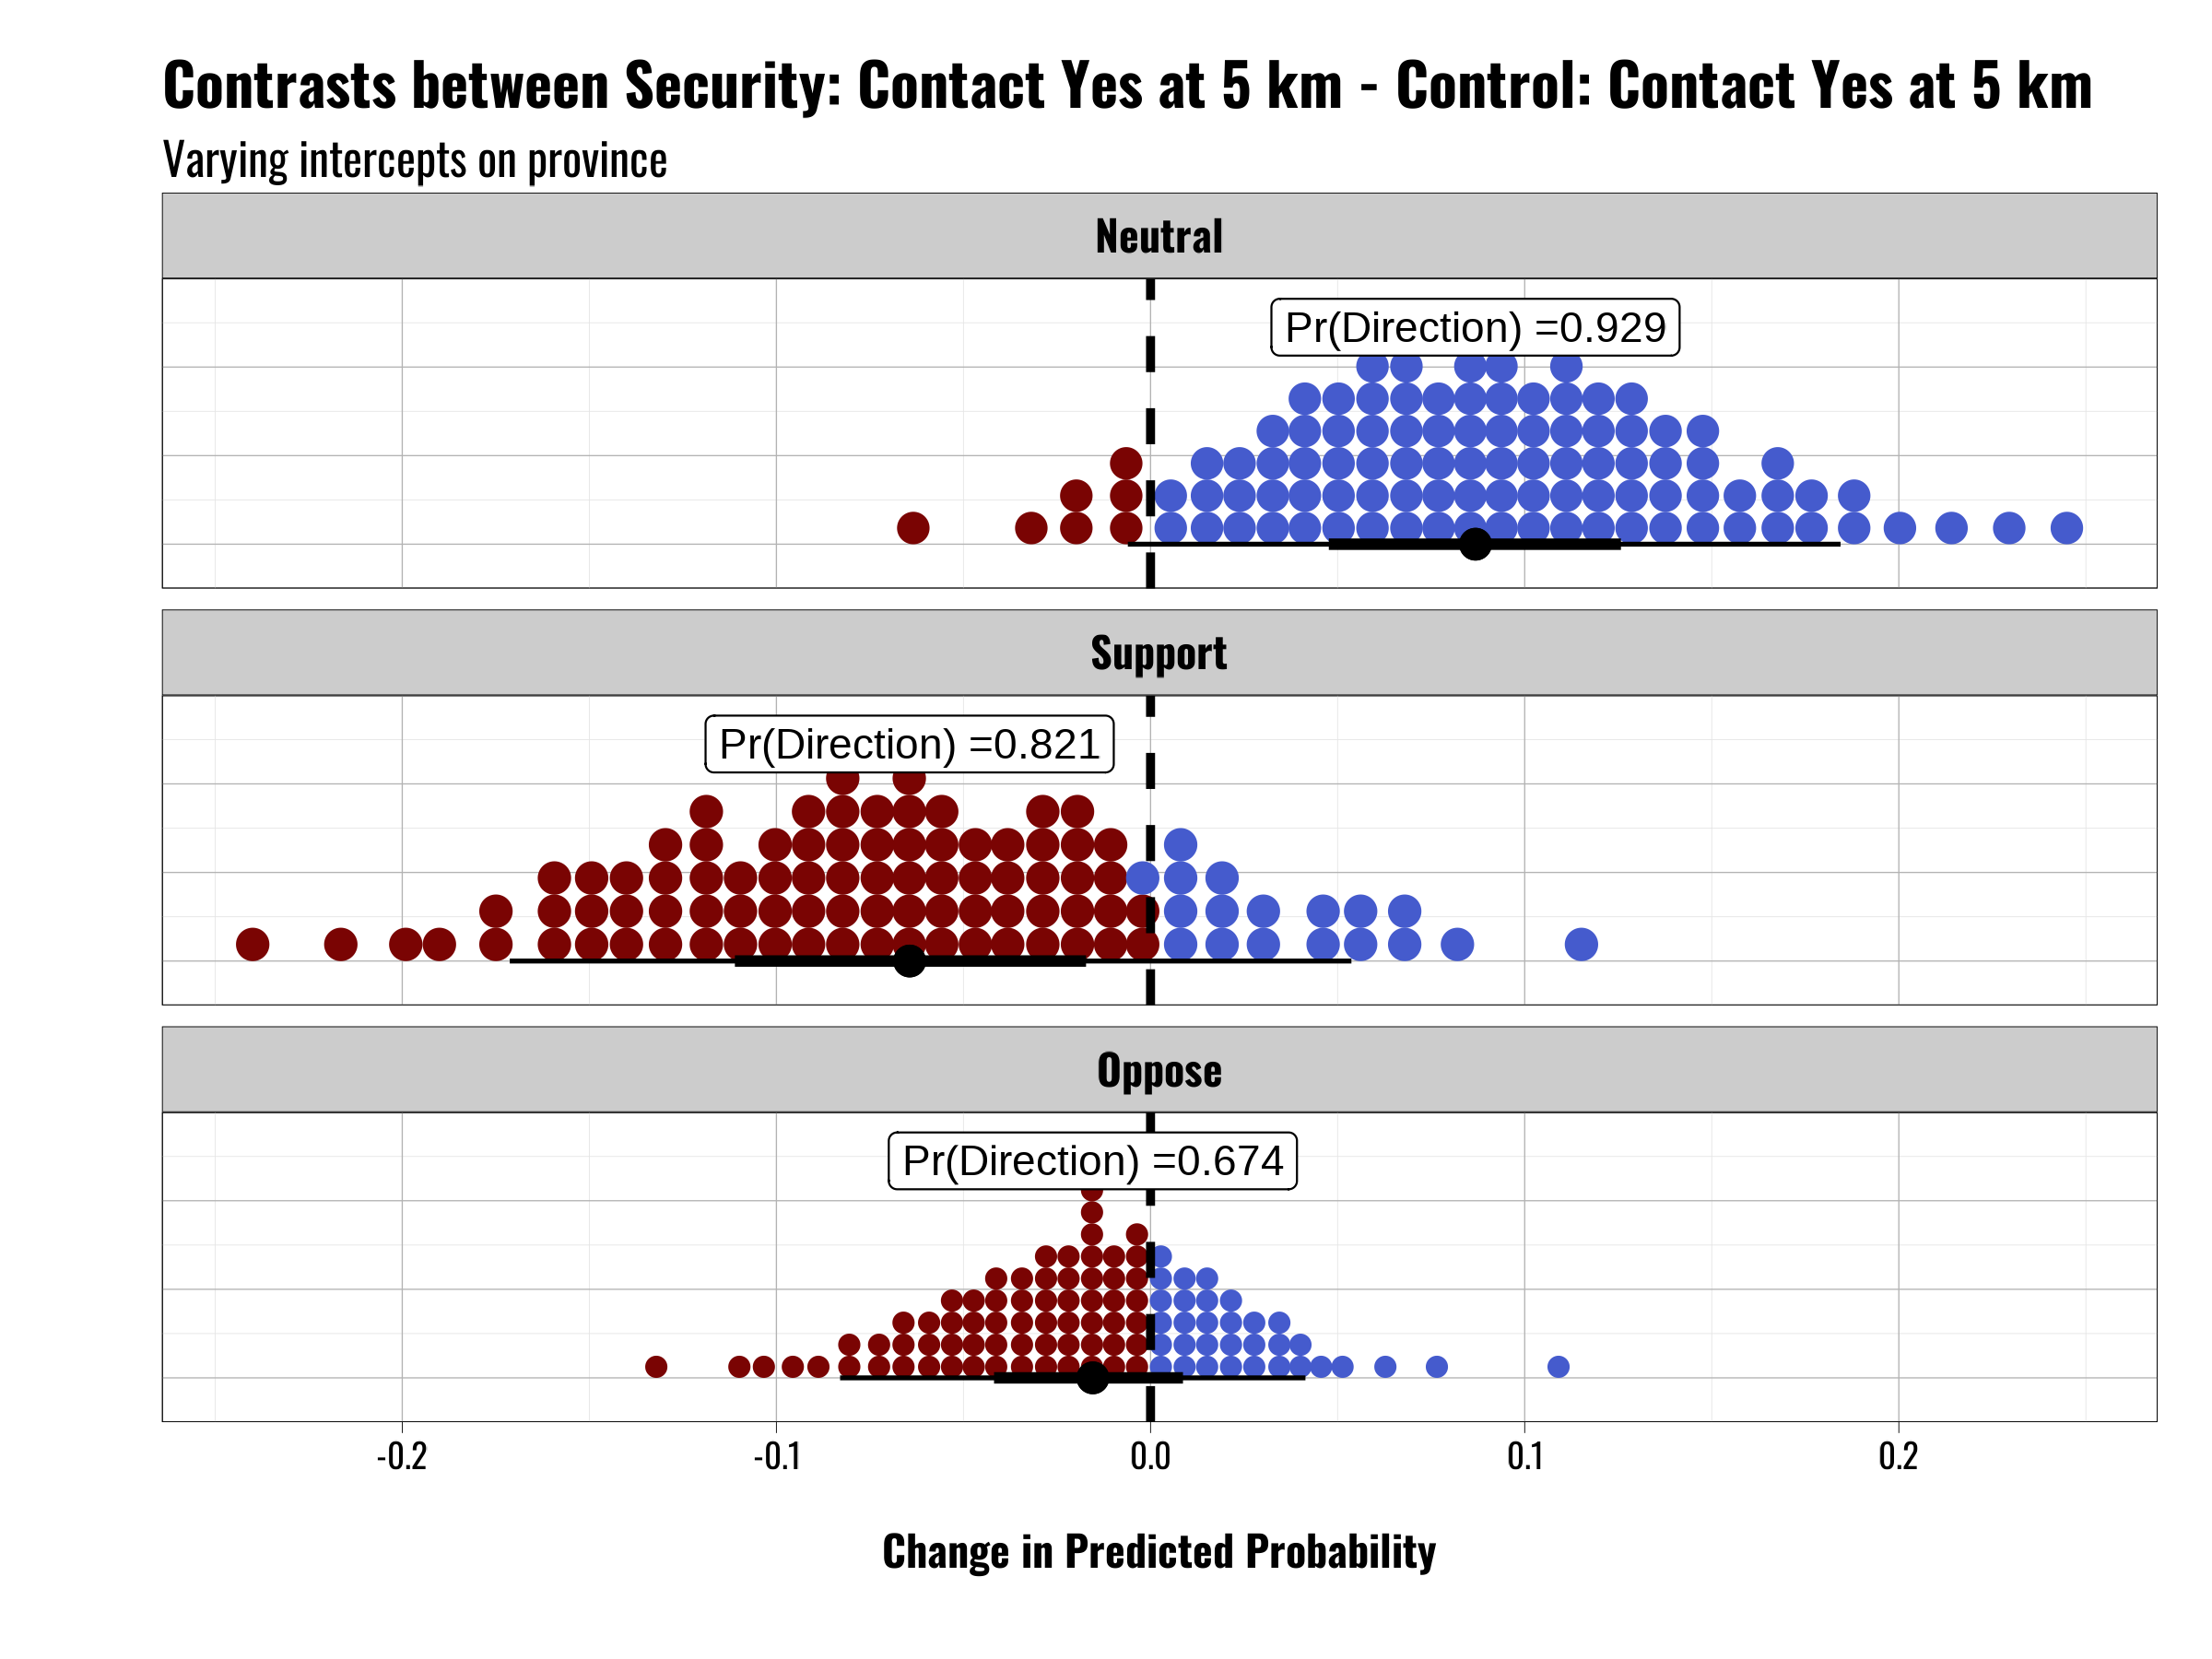 Contrasts between Security: Contact Yes at 5 km - Control: Contact Yes at 5 km
Varying intercepts on province
Neutral
Pr(Direction) =0.929
Support
Pr(Direction) =0.821
Oppose
Pr(Direction) =0.674
-0.2 -0.1 0.0 0.1 0.2
Change in Predicted Probability